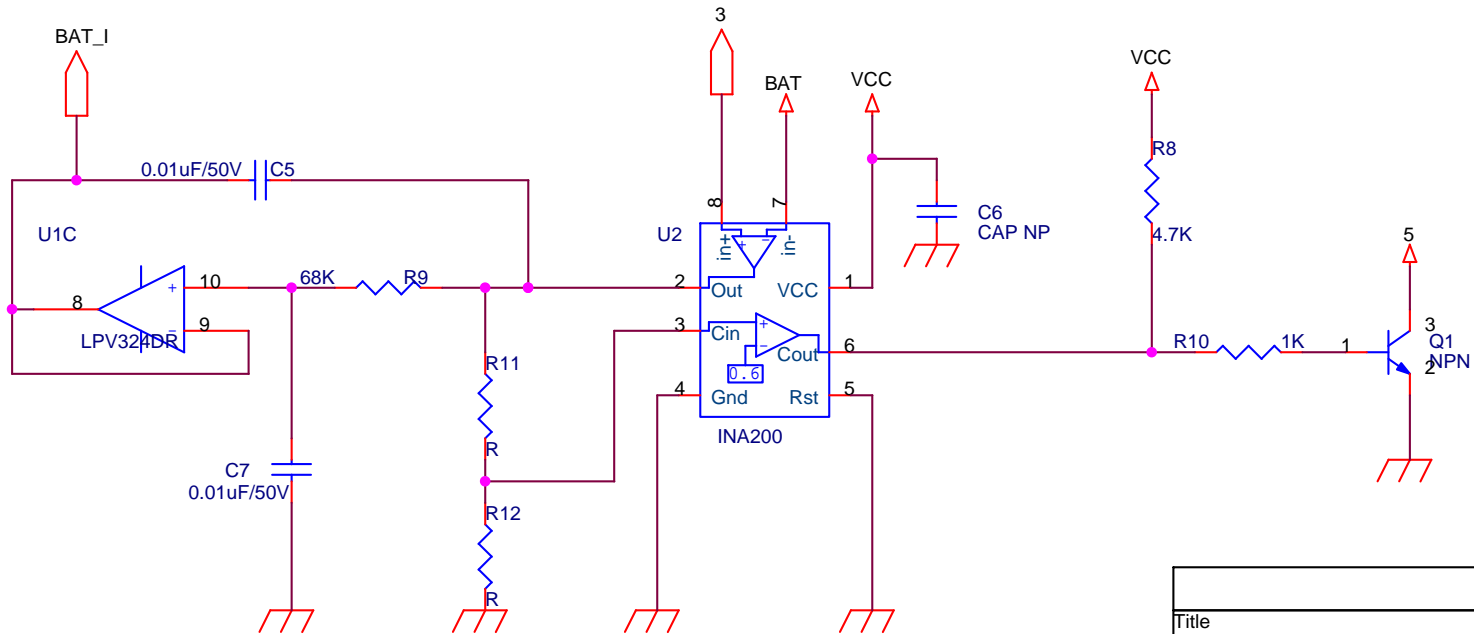 3
BAT_I
BAT
VCC
VCC
R8
4.7K
0.01uF/50V
C5
8
7
C6
CAP NP
U1C
U2
in+
in-
+
−
5
10
68K
R9
2
Out
VCC
1
8
+
−
9
LPV324DR
3
Cin
+
−
Cout
6
R10
1K
1
3
Q1
NPN
2
0.6
R11
4
Gnd
Rst
5
R
INA200
C7
0.01uF/50V
R12
R
Title